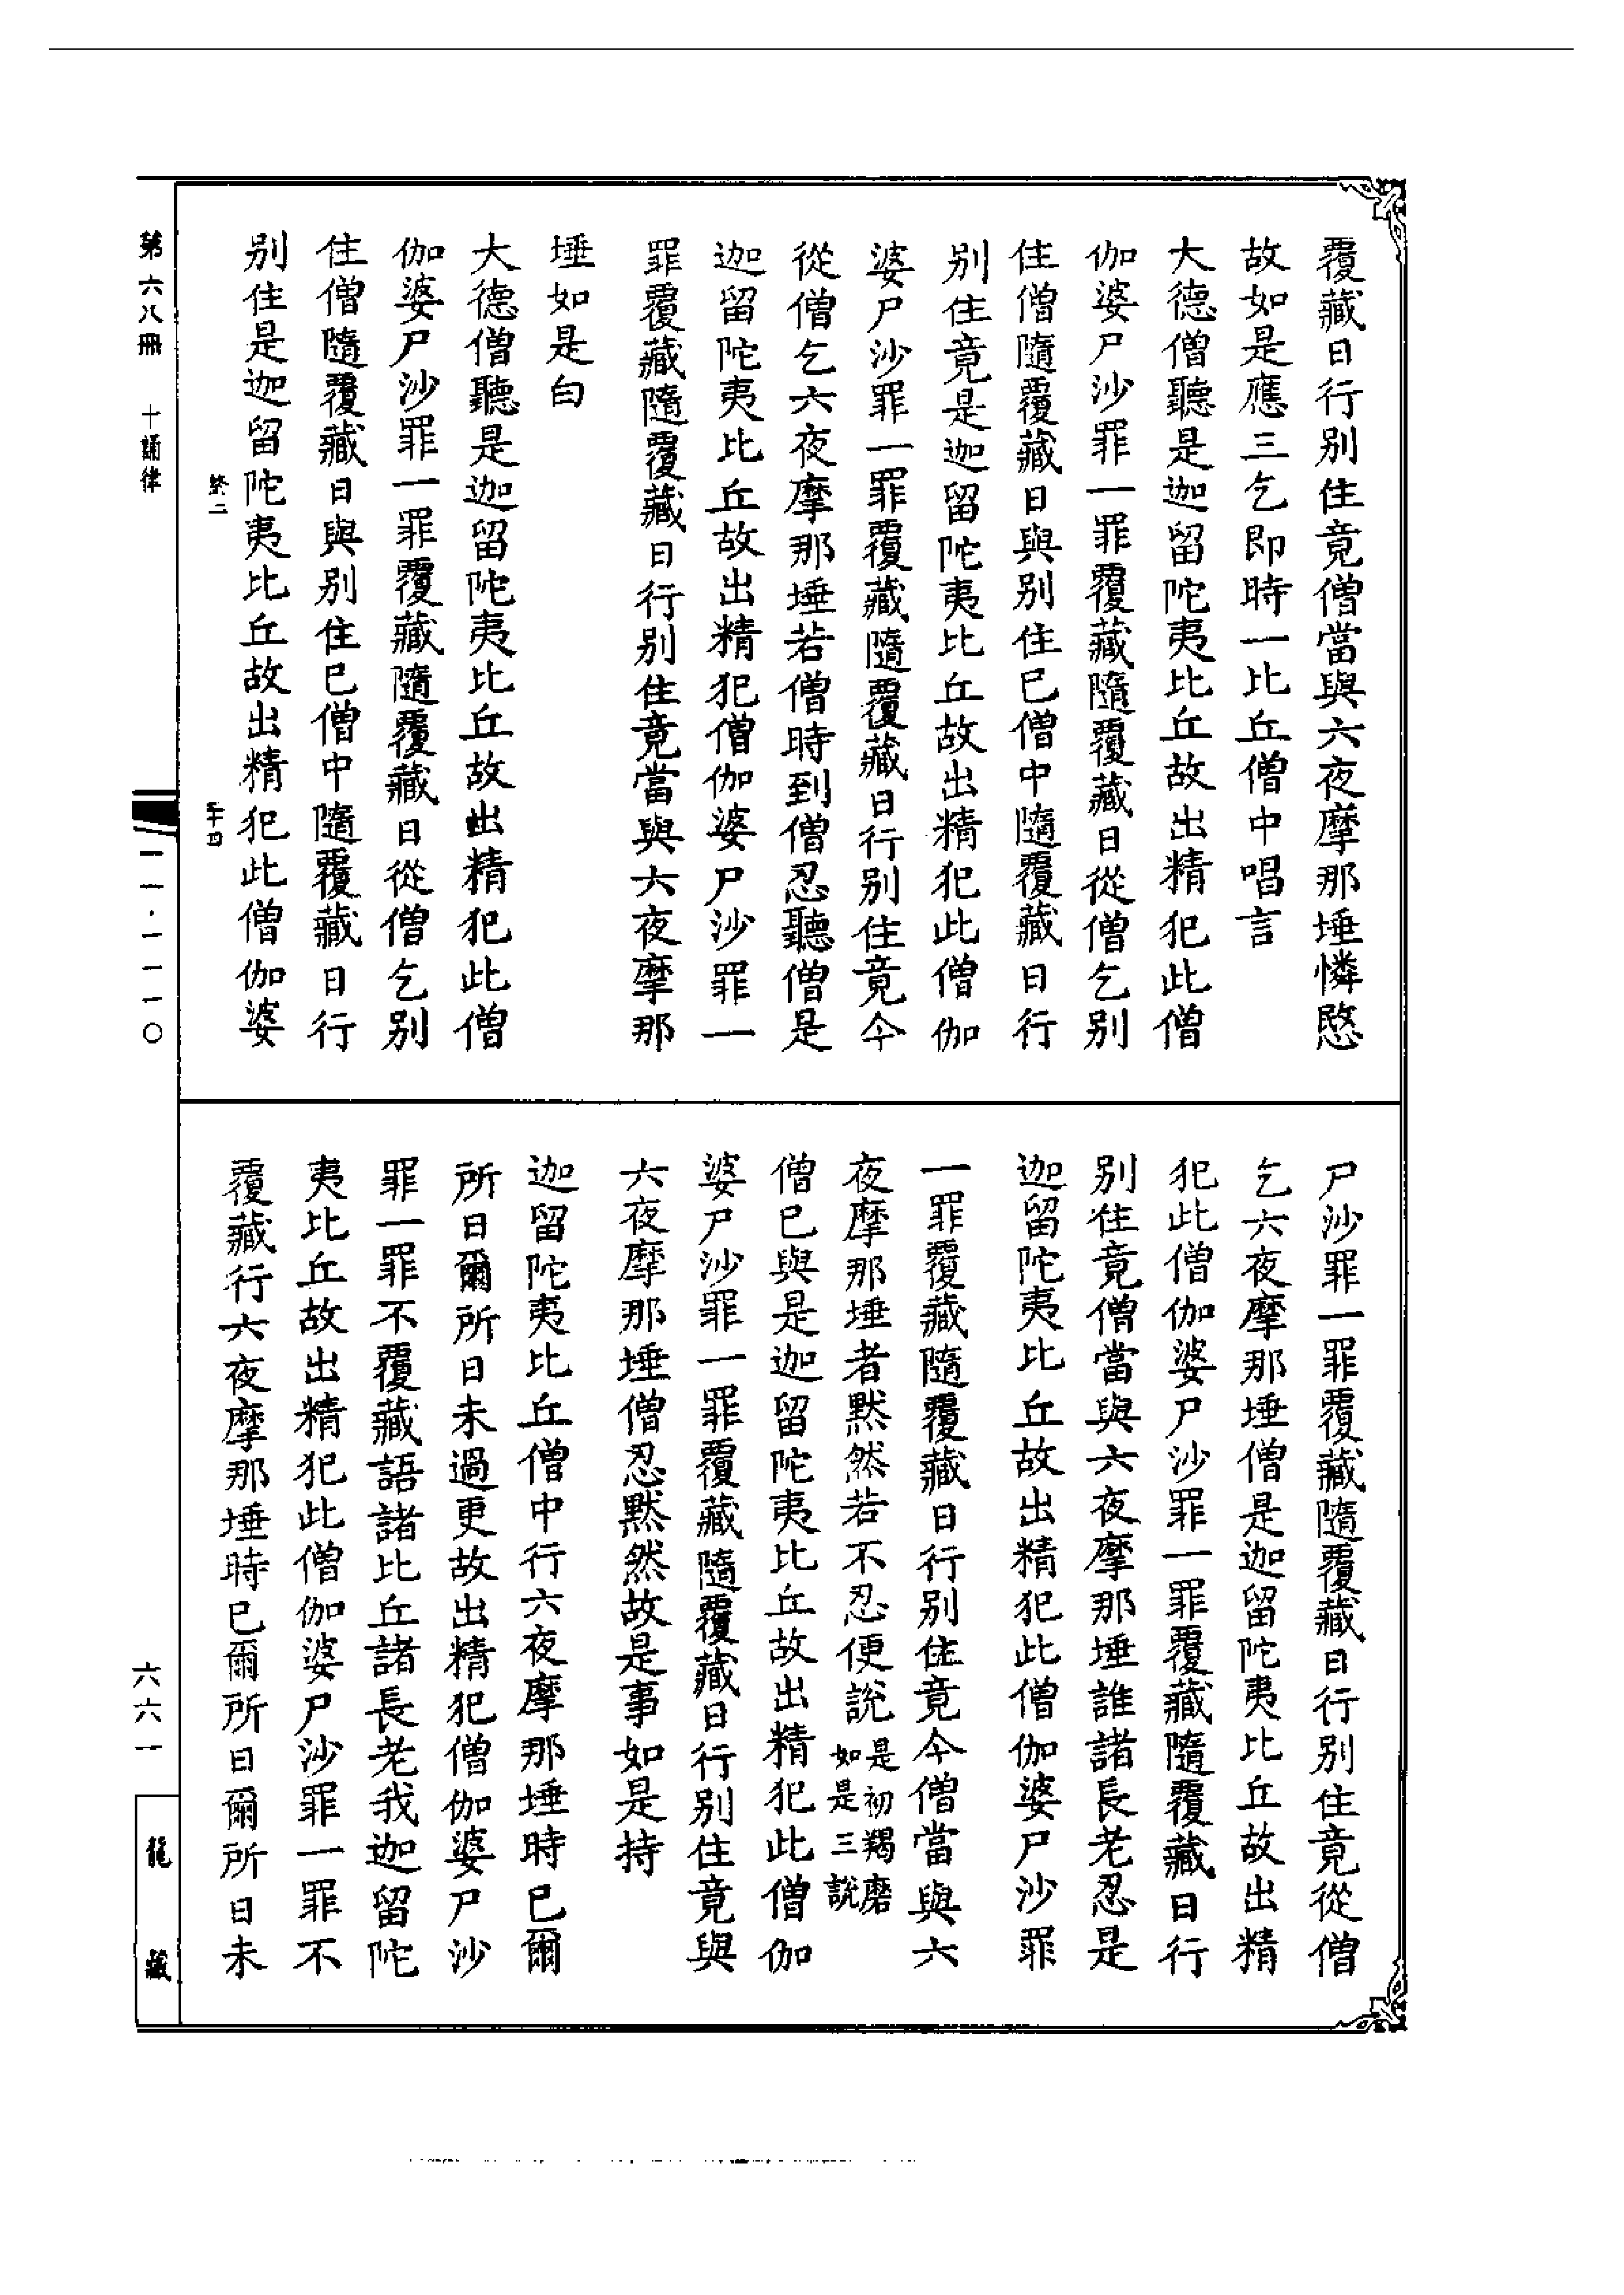 覆藏日行别住竟僧當與六夜摩那埵憐愍
故如是應三乞即時一比丘僧中唱言
大德僧聽是迦留陀夷比丘故出精犯此僧
伽婆尸沙罪一罪覆藏隨覆藏日從僧乞别
住僧隨覆藏日與别住已僧中隨覆藏日行
别住竟是迦留陀夷比丘故出精犯此僧伽
婆尸沙罪一罪覆藏隨覆藏日行别住竟今
從僧乞六夜摩那埵若僧時到僧忍聽僧是
迦留陀夷比丘故出精犯僧伽婆尸沙罪一
罪覆藏隨覆藏日行别住竟當與六夜摩那
埵如是白
大德僧聽是迦留陀夷比丘故出精犯此僧
伽婆尸沙罪一罪覆藏隨覆藏日從僧乞别
住僧隨覆藏日與别住已僧中隨覆藏日行
别住是迦留陀夷比丘故出精犯此僧伽婆
尸沙罪一罪覆藏隨覆藏日行别住竟從僧
乞六夜摩那埵僧是迦留陀夷比丘故出精
犯此僧伽婆尸沙罪一罪覆藏隨覆藏日行
别住竟僧當與六夜摩那埵誰諸長老忍是
迦留陀夷比丘故出精犯此僧伽婆尸沙罪
一罪覆藏隨覆藏日行别住竟今僧當與六
夜摩那埵者默然若不忍便說是初羯磨如是三說
僧已與是迦留陀夷比丘故出精犯此僧伽
婆尸沙罪一罪覆藏隨覆藏日行别住竟與
六夜摩那埵僧忍默然故是事如是持
迦留陀夷比丘僧中行六夜摩那埵時已爾
所日爾所日未過更故出精犯僧伽婆尸沙
罪一罪不覆藏語諸比丘諸長老我迦留陀
夷比丘故出精犯此僧伽婆尸沙罪一罪不
覆藏行六夜摩那埵時已爾所日爾所日未
第六八冊 十誦律
二十四
一一·一一一〇
六六一
龍藏